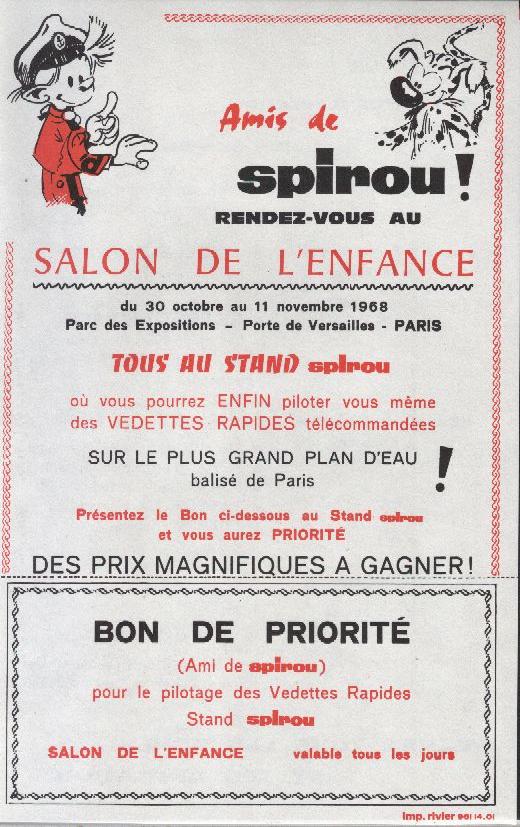 Amis de
spirou !
RENDEZ-VOUS AU
SALON DE L'ENFANCE
du 30 octobre au 11 novembre 1968
Parc des Expositions - Porte de Versailles - PARIS
TOUS AU STAND spirou
où vous pourrez ENFIN piloter vous même
des VEDETTES RAPIDES télécommandées
SUR LE PLUS GRAND PLAN D'EAU
balisé de Paris !
Présentez le Bon ci-dessous au Stand spirou
et vous aurez PRIORITÉ
DES PRIX MAGNIFIQUES A GAGNER !
BON DE PRIORITÉ
(Ami de spirou)
pour le pilotage des Vedettes Rapides
Stand spirou
SALON DE L'ENFANCE valable tous les jours
imp. rivier